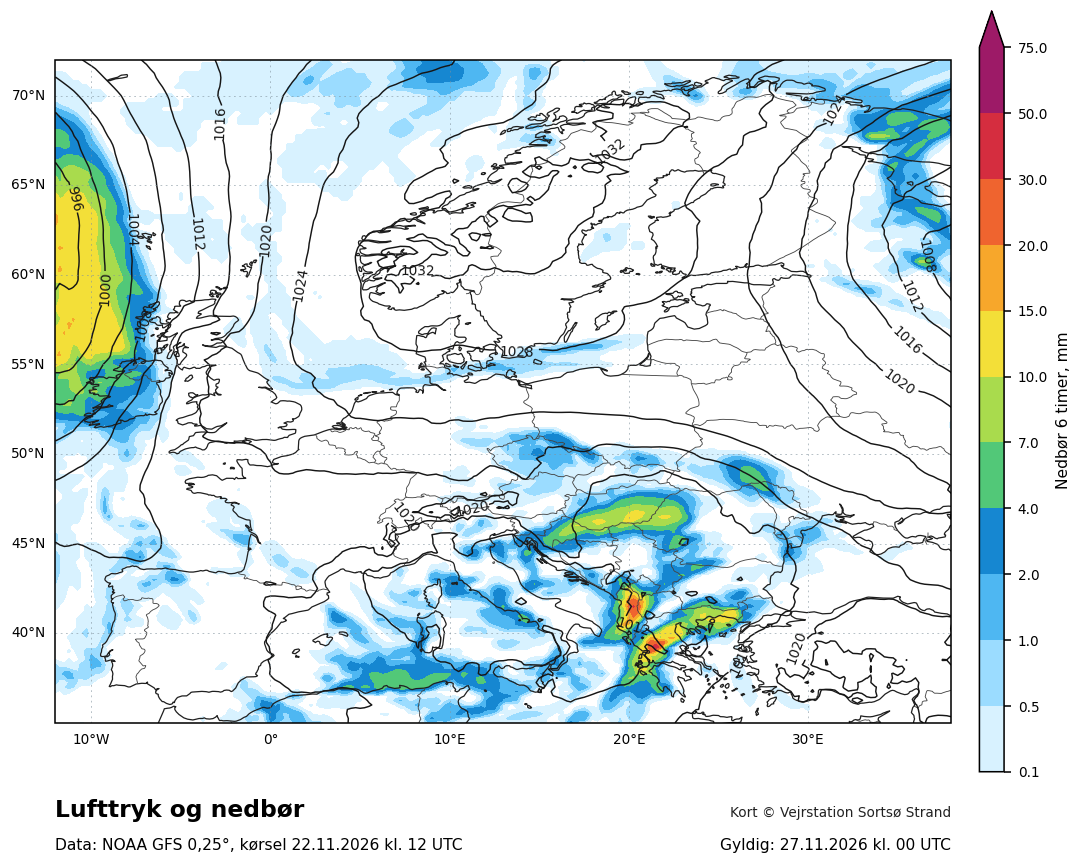 75.0
50.0
30.0
20.0
15.0
10.0
7.0
4.0
2.0
1.0
0.5
0.1
Nedbør 6 timer, mm
70°N
65°N
60°N
55°N
50°N
45°N
40°N
10°W
0°
10°E
20°E
30°E
996
1000
1004
1008
1012
1016
1020
1024
1032
1032
1028
1008
1012
1016
1020
1020
1020
1012
1020
Lufttryk og nedbør
Kort © Vejrstation Sortsø Strand
Data: NOAA GFS 0,25°, kørsel 22.11.2026 kl. 12 UTC
Gyldig: 27.11.2026 kl. 00 UTC